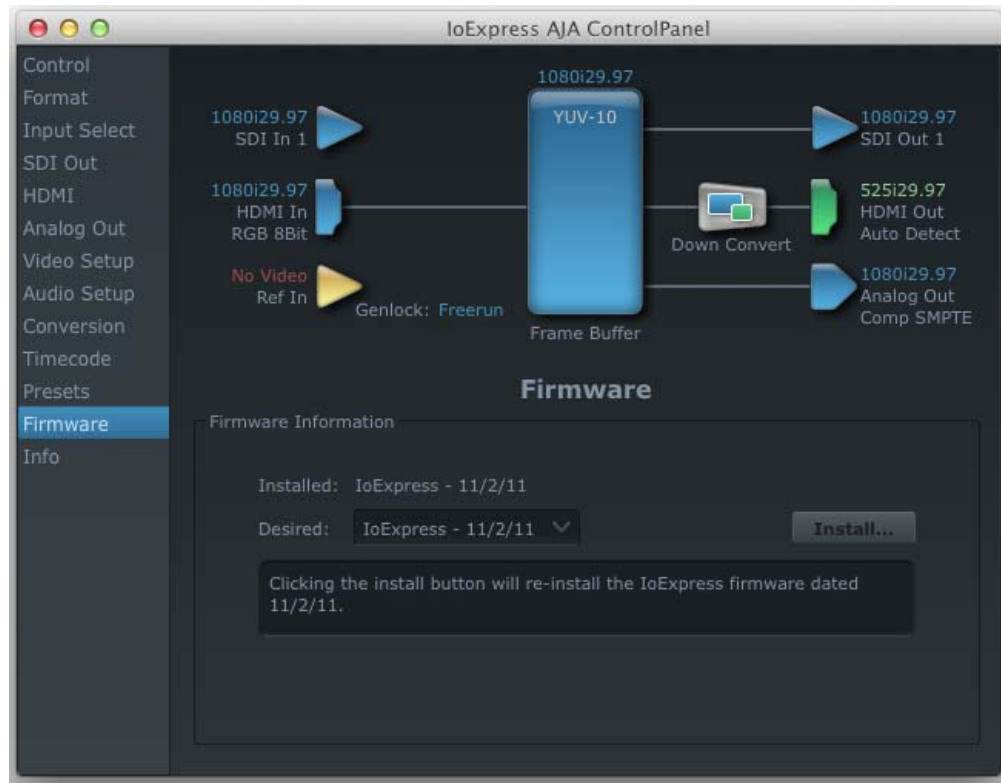 IoExpress AJA ControlPanel
Control
Format
Input Select
SDI Out
HDMI
Analog Out
Video Setup
Audio Setup
Conversion
Timecode
Presets
Firmware
Info
1080i29.97
YUV-10
Frame Buffer
1080i29.97
SDI In 1
1080i29.97
HDMI In
RGB 8Bit
No Video
Ref In
Genlock: Freerun
Down Convert
1080i29.97
SDI Out 1
525i29.97
HDMI Out
Auto Detect
1080i29.97
Analog Out
Comp SMPTE
Firmware
Firmware Information
Installed: IoExpress - 11/2/11
Desired: IoExpress - 11/2/11
Install...
Clicking the install button will re-install the IoExpress firmware dated
11/2/11.